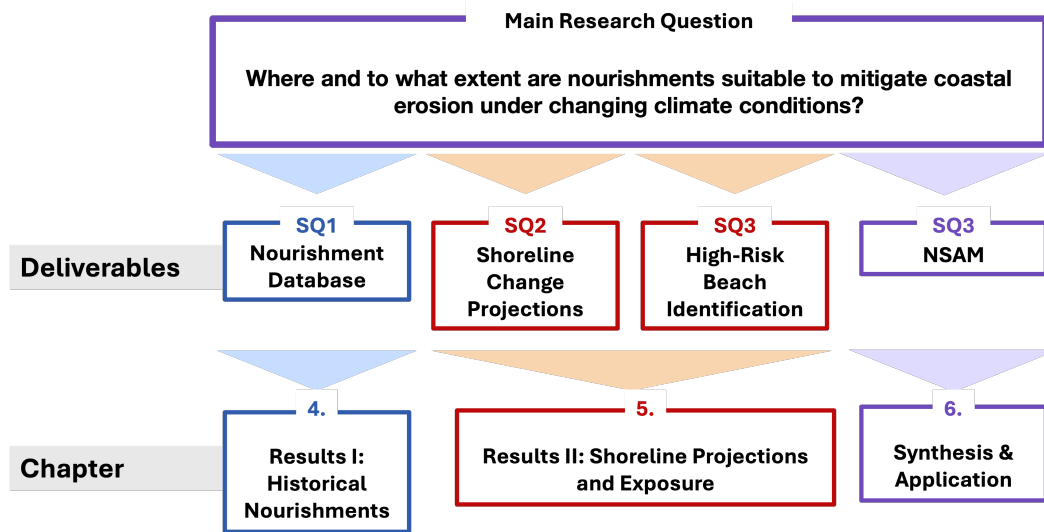 Main Research Question
Where and to what extent are nourishments suitable to mitigate coastal
erosion under changing climate conditions?
Deliverables
SQ1
Nourishment
Database
SQ2
Shoreline
Change
Projections
SQ3
High-Risk
Beach
Identification
SQ3
NSAM
Chapter
4.
Results I:
Historical
Nourishments
5.
Results II: Shoreline Projections
and Exposure
6.
Synthesis &
Application